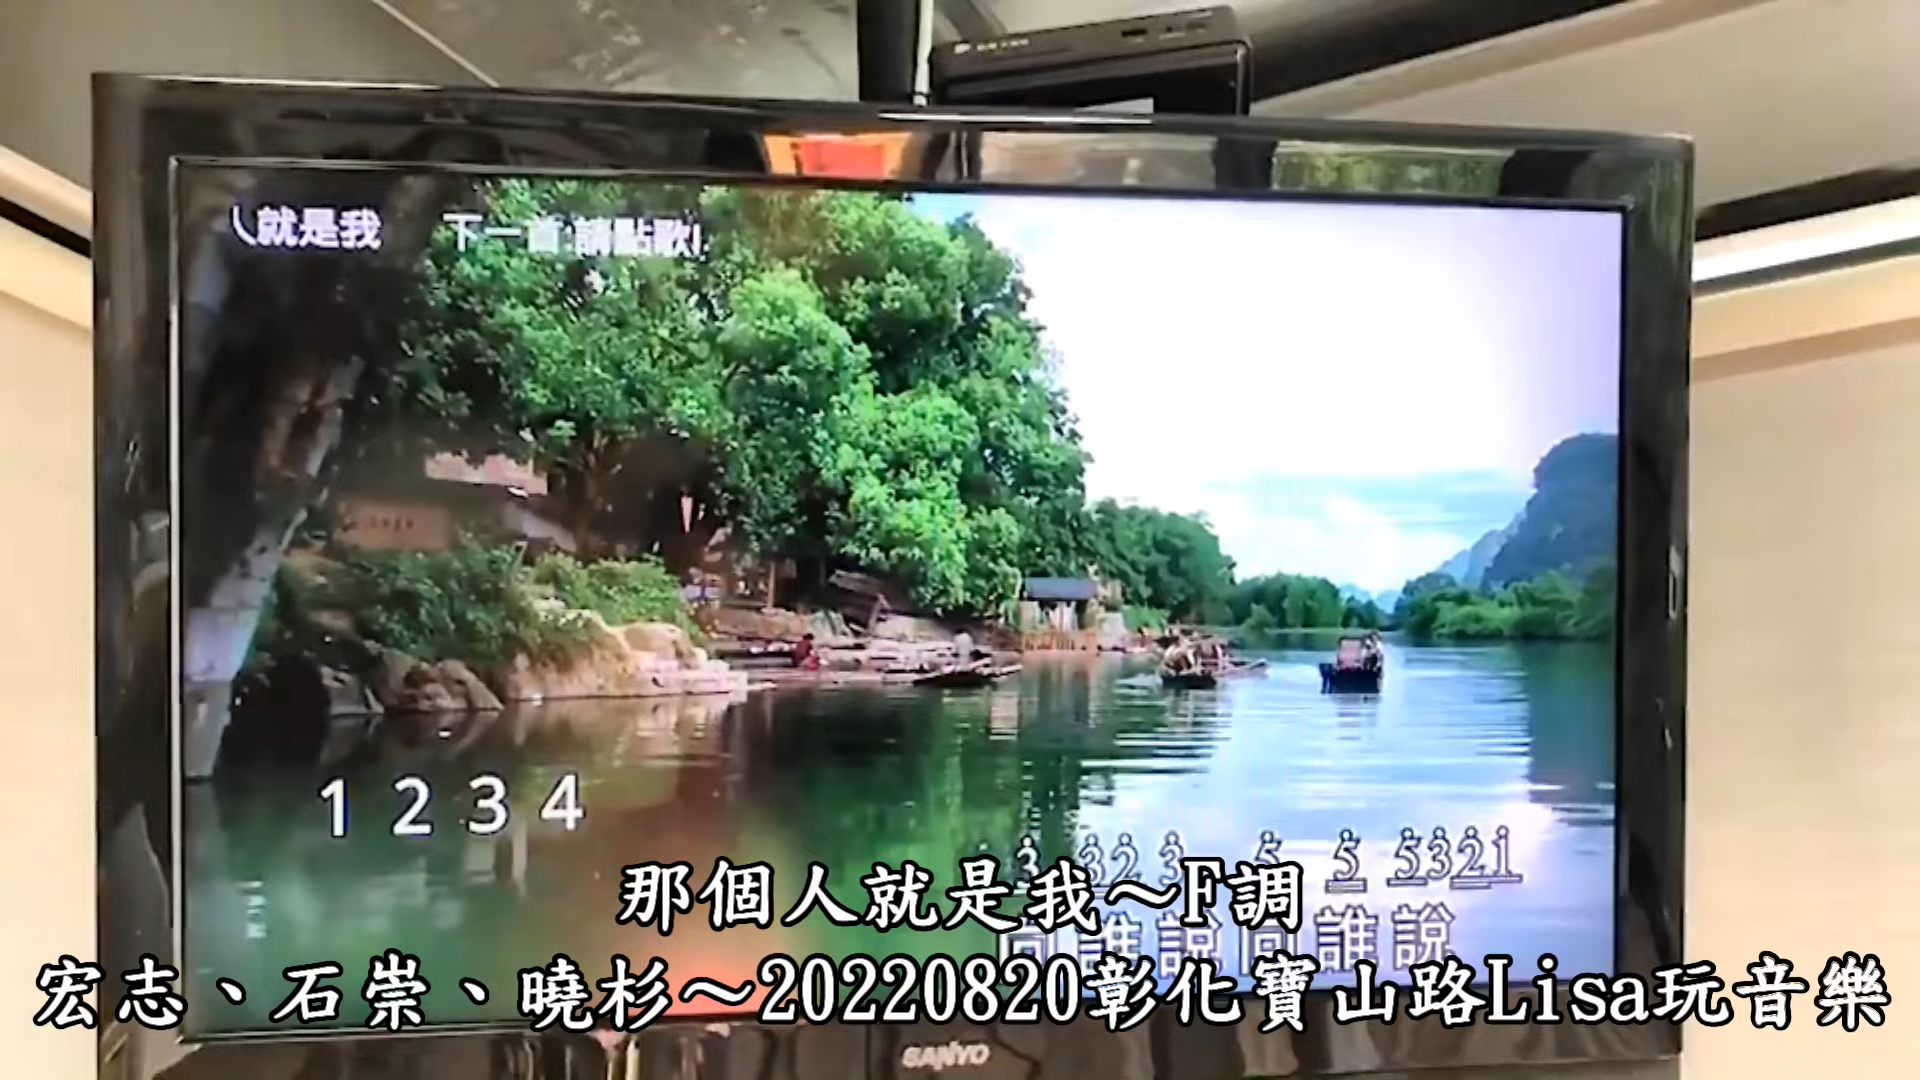 就是我 下一首:請點歌!
1 2 3 4
3 32 3 5 5 5321
那個人就是我～F調
向誰說向誰說
宏志、石崇、曉杉～20220820彰化寶山路Lisa玩音樂
SANYO